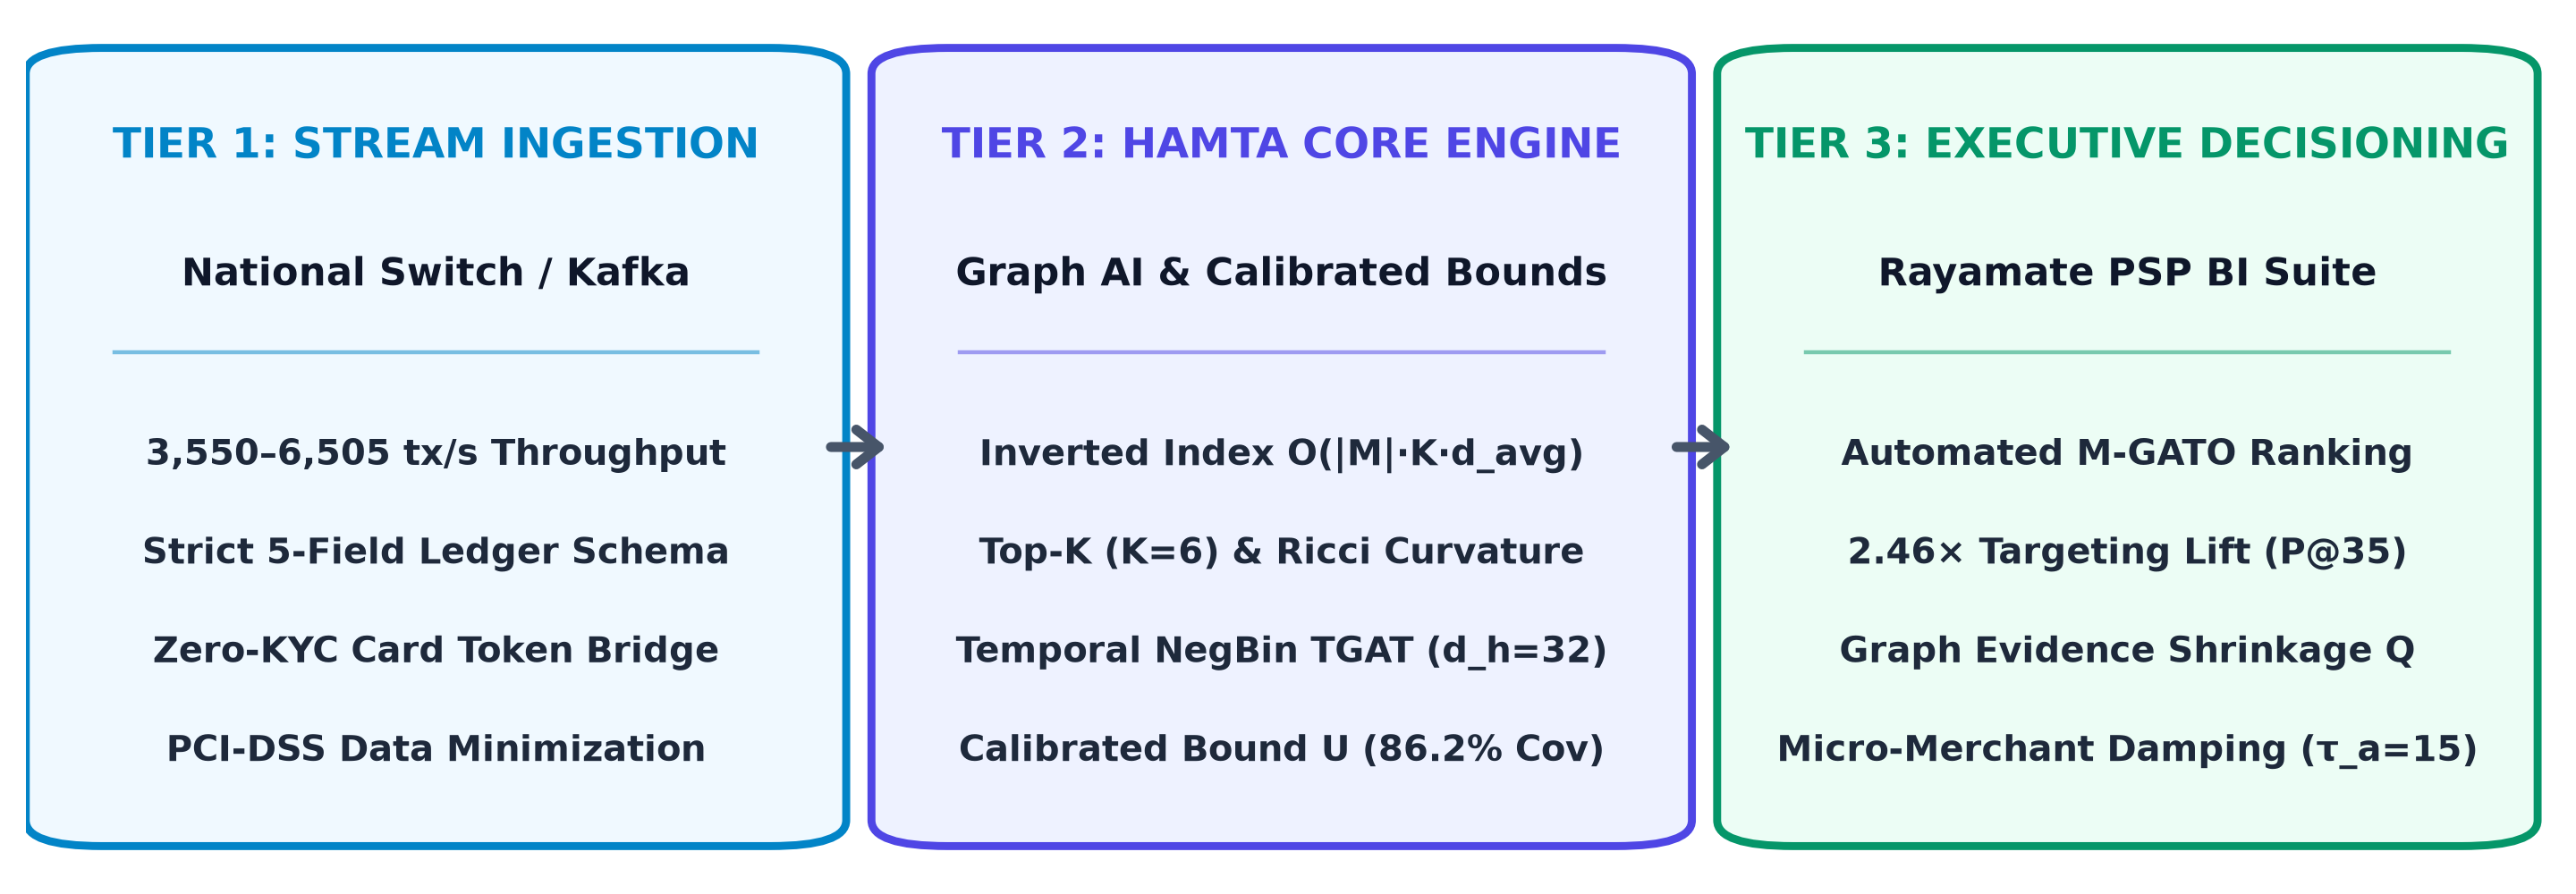 TIER 1: STREAM INGESTION
National Switch / Kafka
3,550–6,505 tx/s Throughput
Strict 5-Field Ledger Schema
Zero-KYC Card Token Bridge
PCI-DSS Data Minimization
TIER 2: HAMTA CORE ENGINE
Graph AI & Calibrated Bounds
Inverted Index O(|M|·K·d_avg)
Top-K (K=6) & Ricci Curvature
Temporal NegBin TGAT (d_h=32)
Calibrated Bound U (86.2% Cov)
TIER 3: EXECUTIVE DECISIONING
Rayamate PSP BI Suite
Automated M-GATO Ranking
2.46× Targeting Lift (P@35)
Graph Evidence Shrinkage Q
Micro-Merchant Damping (τ_a=15)